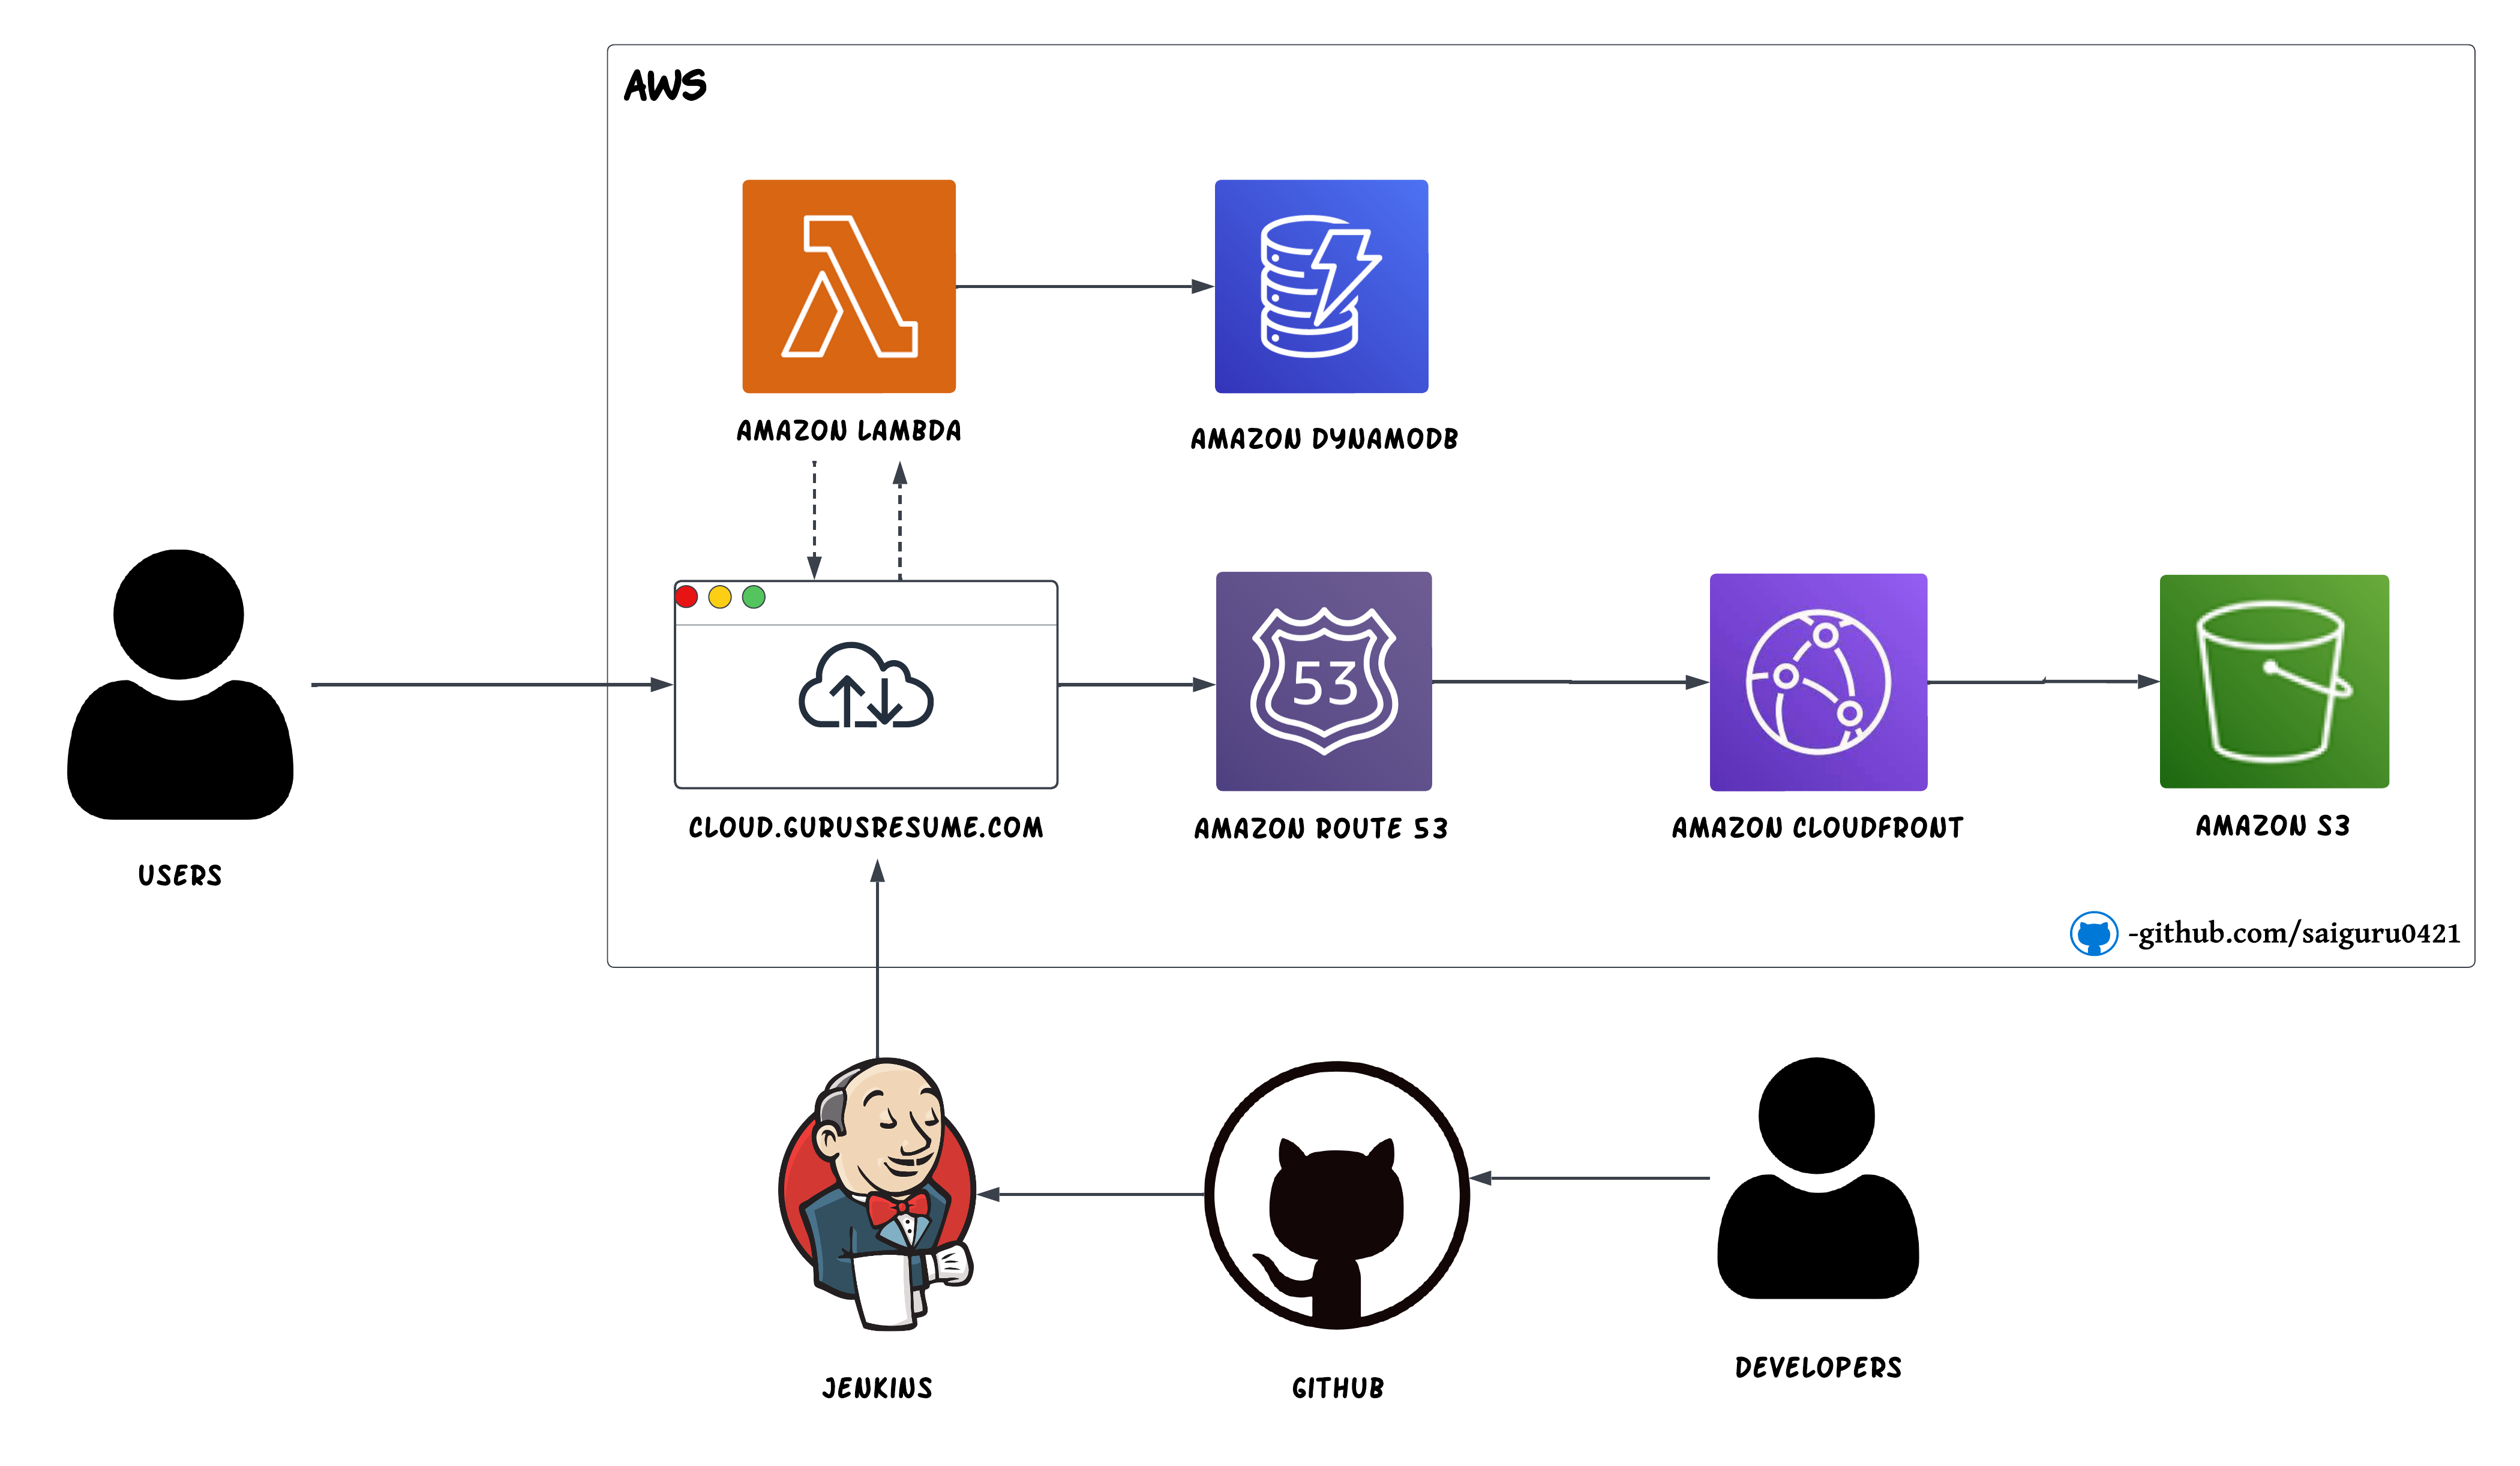 AWS
AMAZON LAMBDA
AMAZON DYNAMODB
53
CLOUD.GURUSRESUME.COM
AMAZON ROUTE 53
AMAZON CLOUDFRONT
AMAZON S3
USERS
-github.com/saiguru0421
JENKINS
GITHUB
DEVELOPERS